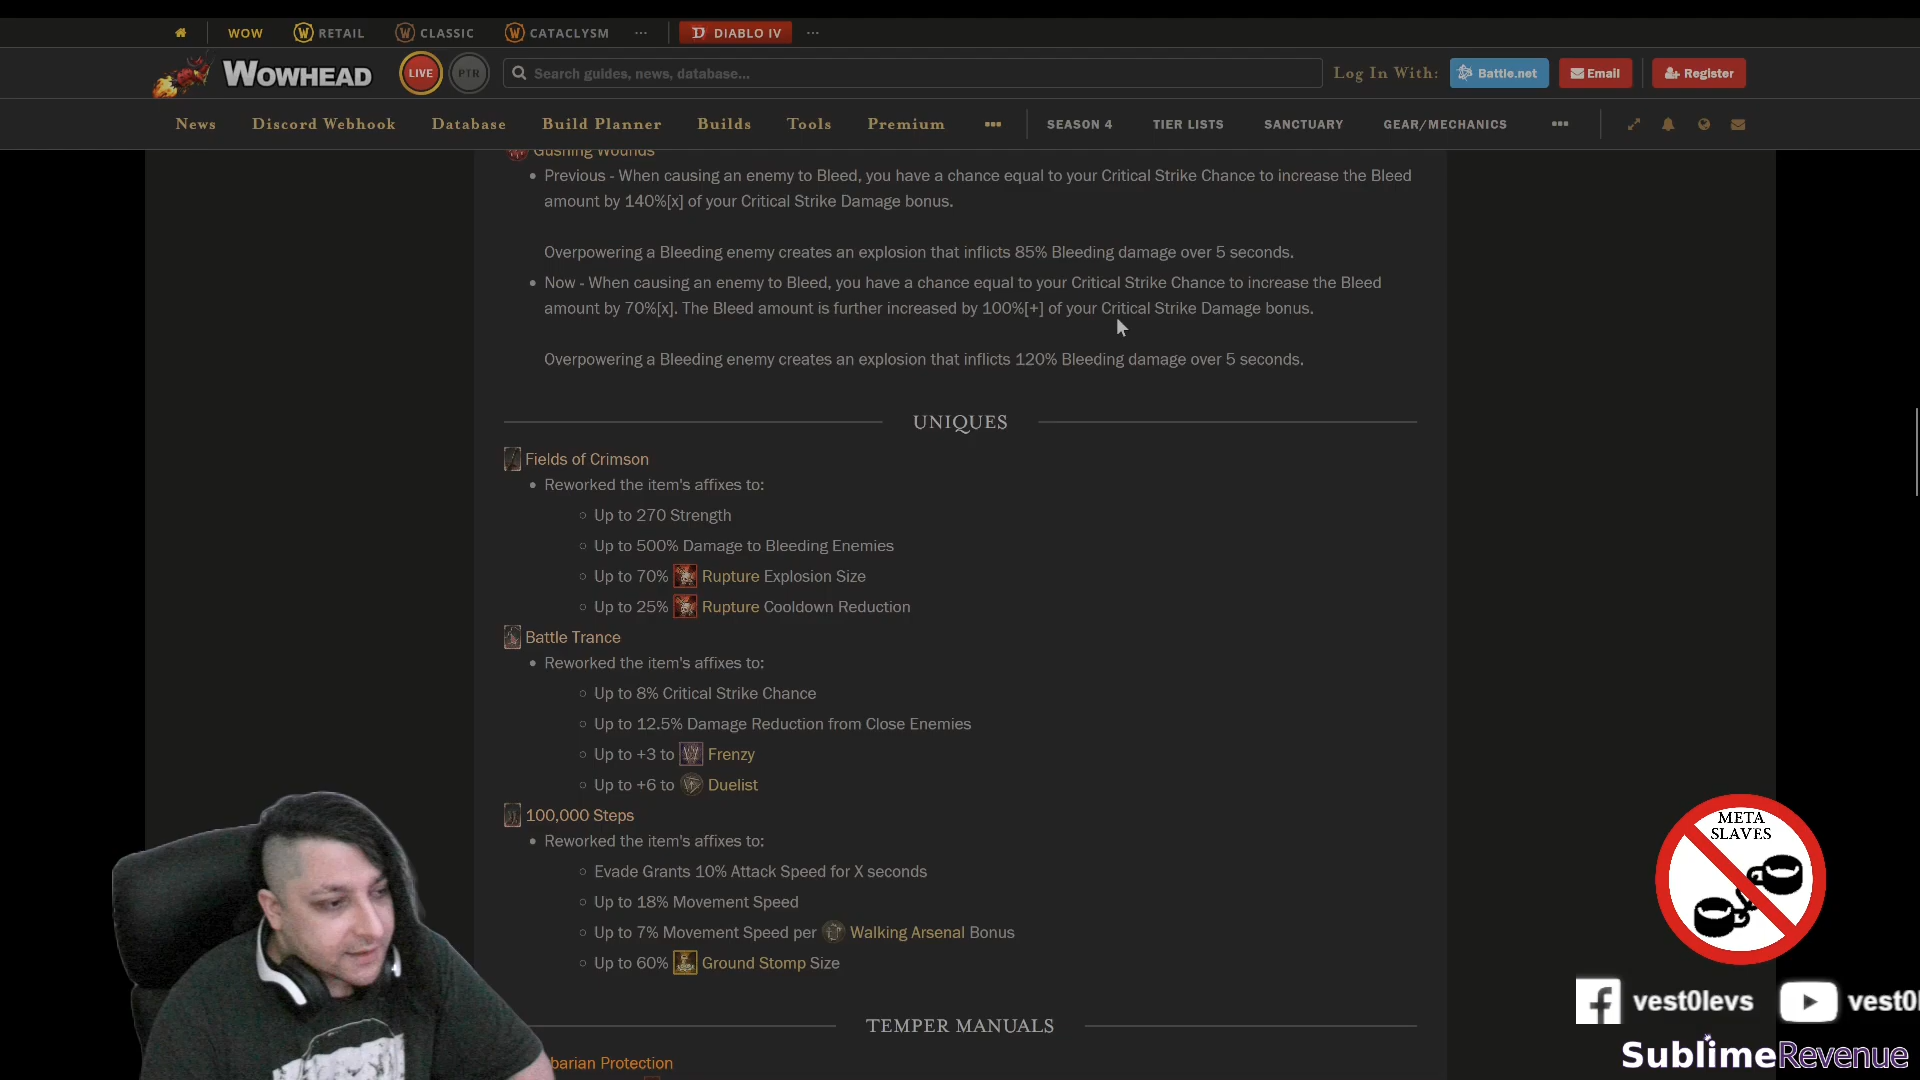 WOW RETAIL CLASSIC CATACLYSM ... DIABLO IV ...
WOWHEAD LIVE PTR Search guides, news, database... Log In With: Battle.net Email Register
News Discord Webhook Database Build Planner Builds Tools Premium ••• SEASON 4 TIER LISTS SANCTUARY GEAR/MECHANICS •••
Gushing Wounds
• Previous - When causing an enemy to Bleed, you have a chance equal to your Critical Strike Chance to increase the Bleed
amount by 140%[x] of your Critical Strike Damage bonus.
Overpowering a Bleeding enemy creates an explosion that inflicts 85% Bleeding damage over 5 seconds.
• Now - When causing an enemy to Bleed, you have a chance equal to your Critical Strike Chance to increase the Bleed
amount by 70%[x]. The Bleed amount is further increased by 100%[+] of your Critical Strike Damage bonus.
Overpowering a Bleeding enemy creates an explosion that inflicts 120% Bleeding damage over 5 seconds.
UNIQUES
Fields of Crimson
• Reworked the item's affixes to:
○ Up to 270 Strength
○ Up to 500% Damage to Bleeding Enemies
○ Up to 70% Rupture Explosion Size
○ Up to 25% Rupture Cooldown Reduction
Battle Trance
• Reworked the item's affixes to:
○ Up to 8% Critical Strike Chance
○ Up to 12.5% Damage Reduction from Close Enemies
○ Up to +3 to Frenzy
○ Up to +6 to Duelist
100,000 Steps
• Reworked the item's affixes to:
○ Evade Grants 10% Attack Speed for X seconds
○ Up to 18% Movement Speed
○ Up to 7% Movement Speed per Walking Arsenal Bonus
○ Up to 60% Ground Stomp Size
TEMPER MANUALS
barian Protection
META
SLAVES
vest0levs vest0l
SublimeRevenue